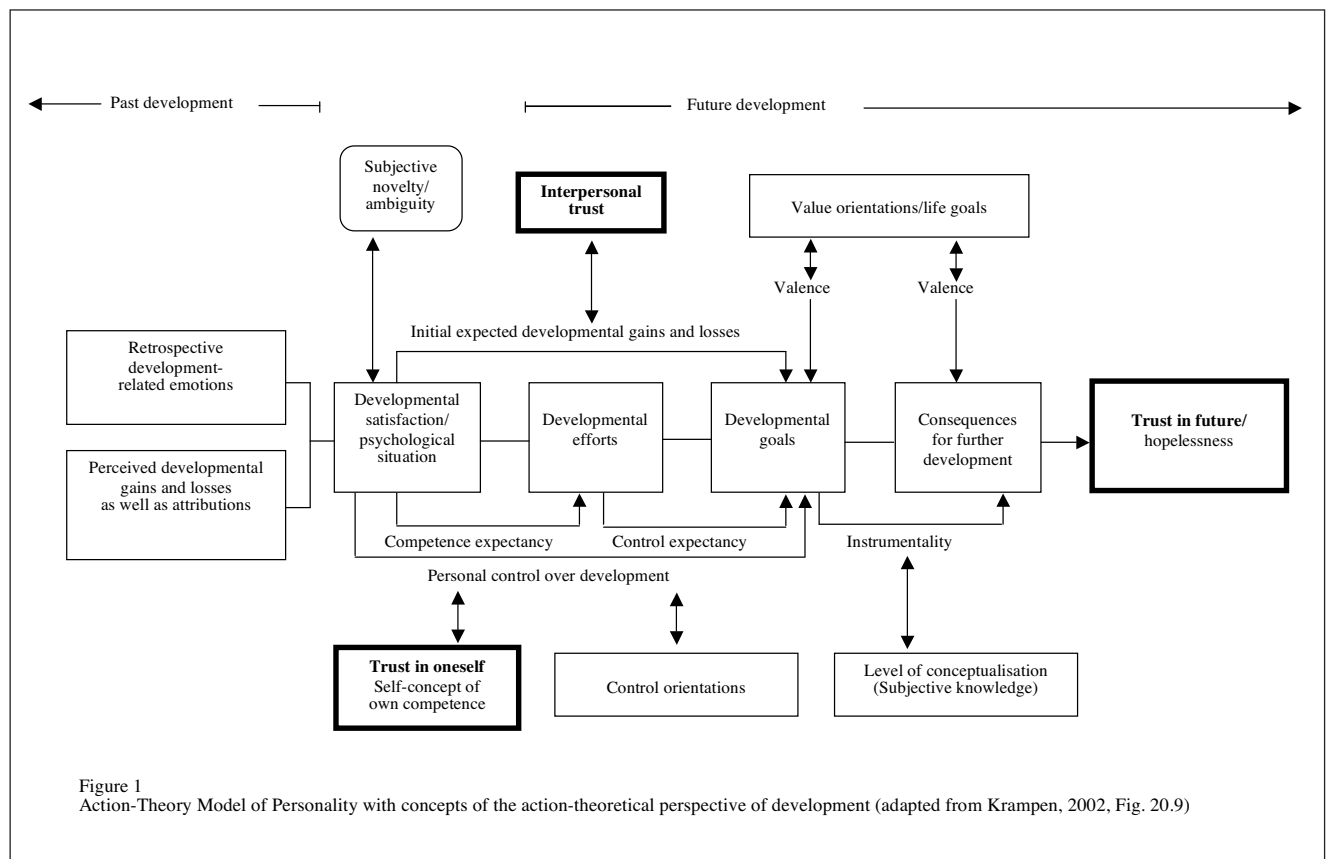 Past development
Future development
Subjective
novelty/
ambiguity
Interpersonal
trust
Value orientations/life goals
Valence
Valence
Initial expected developmental gains and losses
Retrospective
development-
related emotions
Perceived developmental
gains and losses
as well as attributions
Developmental
satisfaction/
psychological
situation
Developmental
efforts
Developmental
goals
Consequences
for further
development
Trust in future/
hopelessness
Competence expectancy
Control expectancy
Instrumentality
Personal control over development
Trust in oneself
Self-concept of
own competence
Control orientations
Level of conceptualisation
(Subjective knowledge)
Figure 1
Action-Theory Model of Personality with concepts of the action-theoretical perspective of development (adapted from Krampen, 2002, Fig. 20.9)